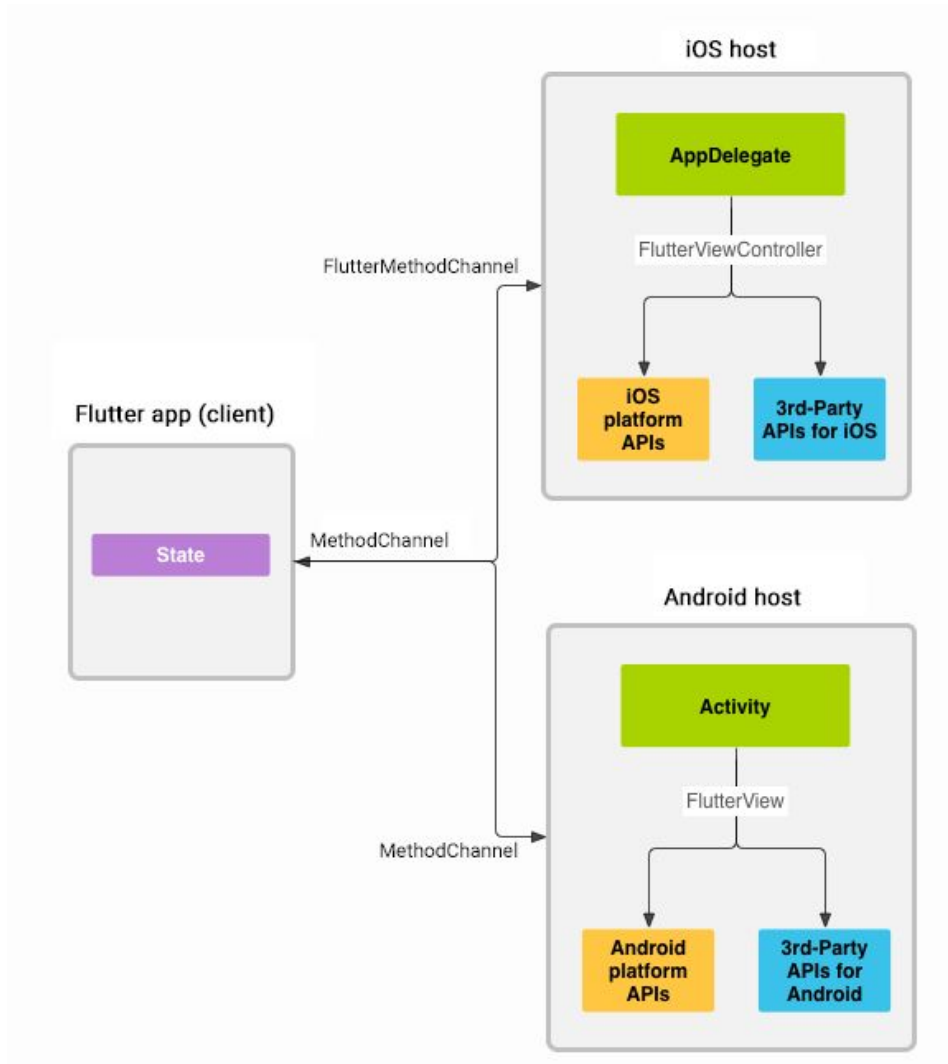 iOS host
AppDelegate
FlutterViewController
FlutterMethodChannel
iOS
platform
APIs
3rd-Party
APIs for iOS
Flutter app (client)
State
MethodChannel
Android host
Activity
FlutterView
MethodChannel
Android
platform
APIs
3rd-Party
APIs for
Android